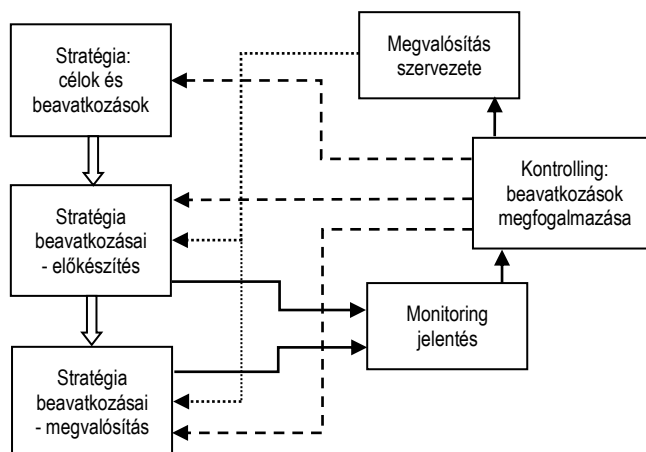 Stratégia:
célok és
beavatkozások
Megvalósítás
szervezete
Kontrolling:
beavatkozások
megfogalmazása
Stratégia
beavatkozásai
- előkészítés
Monitoring
jelentés
Stratégia
beavatkozásai
- megvalósítás